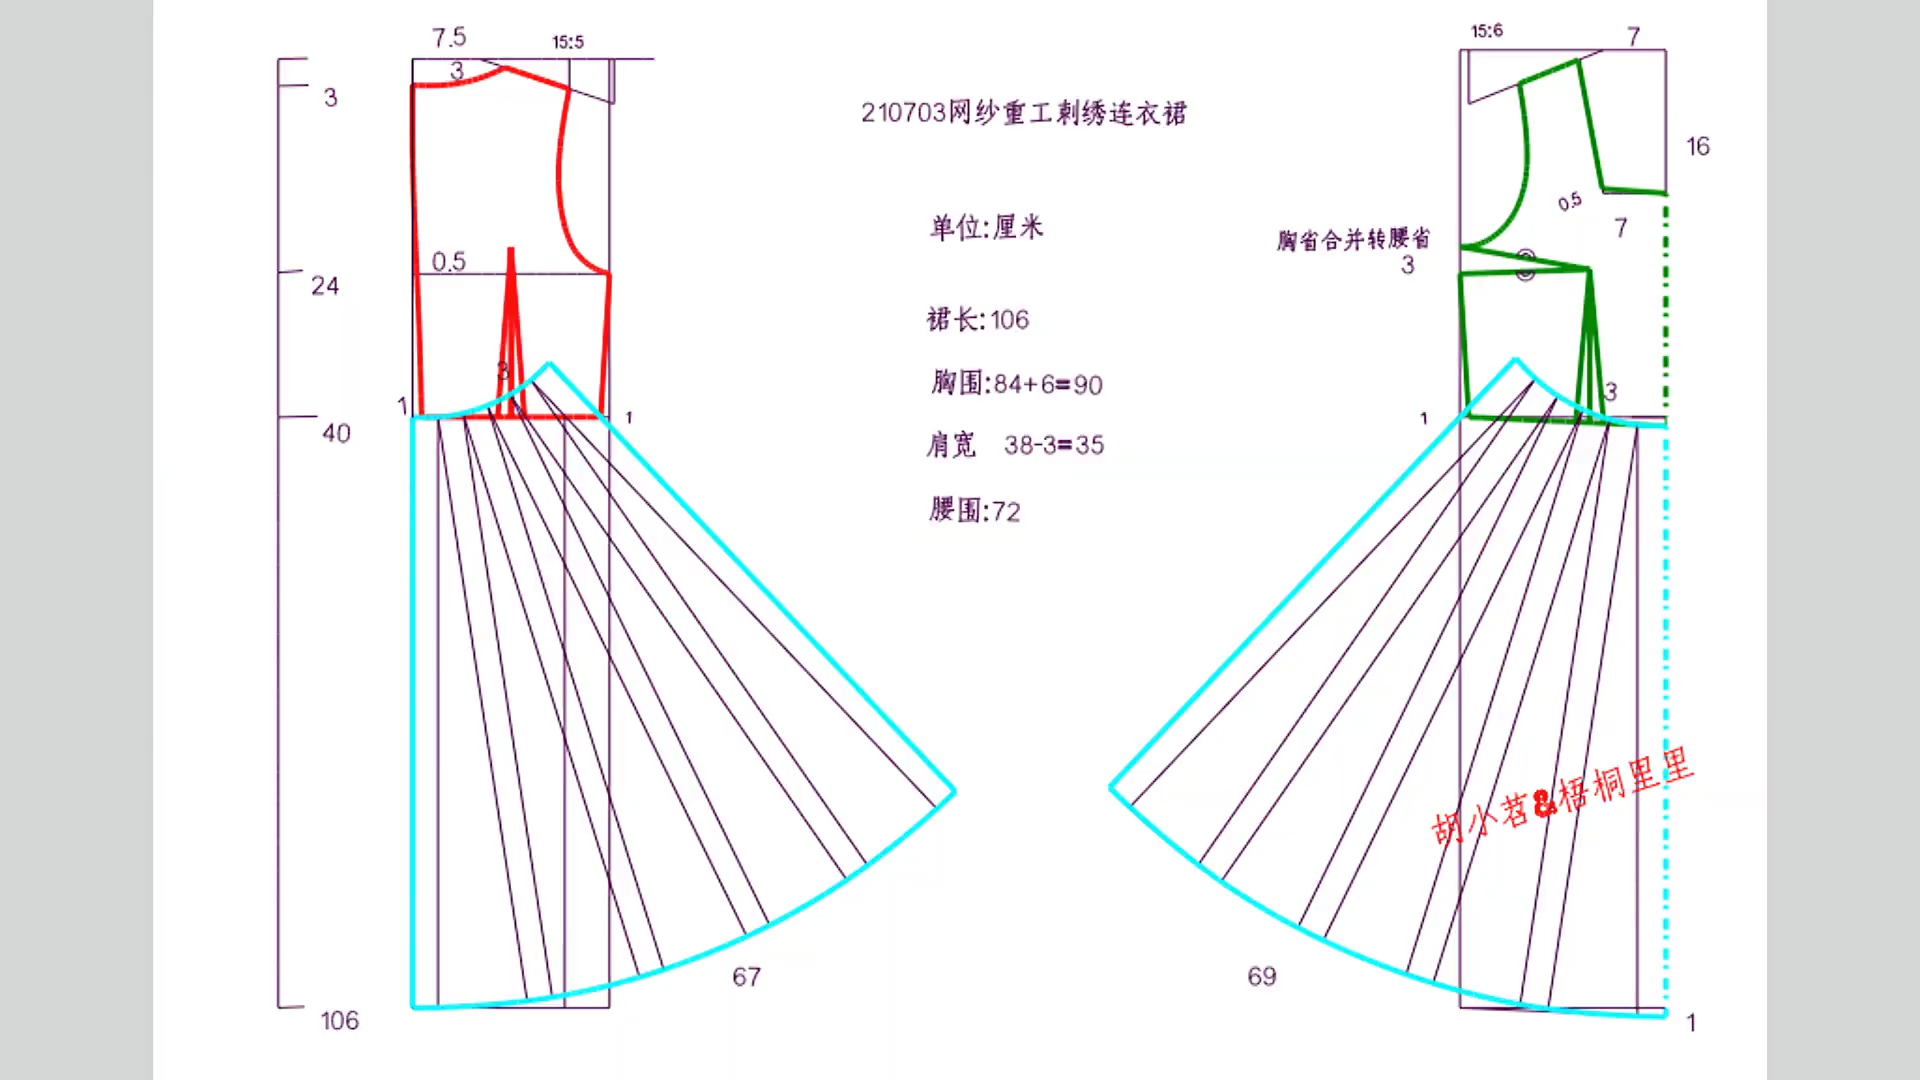 7.5
15:5
15:6
7
3
3
210703网纱重工刺绣连衣裙
16
0.5
单位:厘米
7
胸省合并转腰省
3
0.5
24
裙长:106
3
胸围:84+6=90
3
1
1
1
40
肩宽 38-3=35
腰围:72
胡小茗&梧桐里里
67
69
106
1